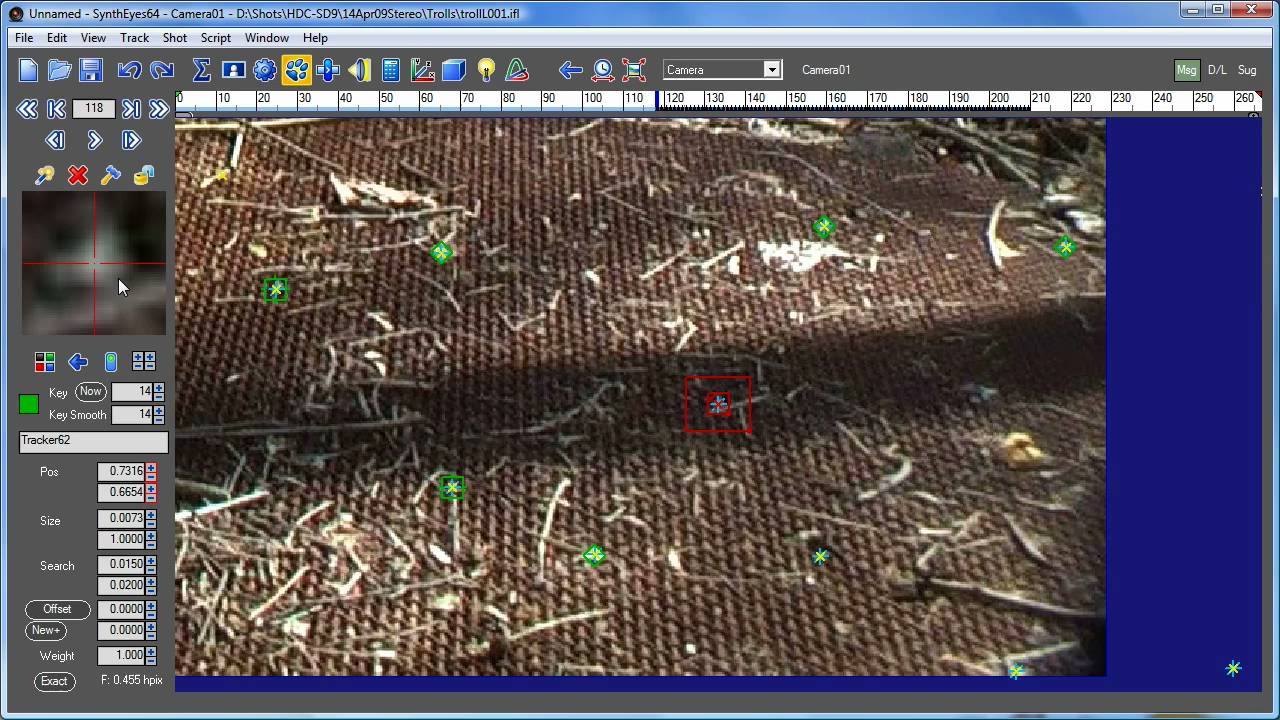 Unnamed - SynthEyes64 - Camera01 - D:\Shots\HDC-SD9\14Apr09Stereo\Trolls\trollL001.ifl
File Edit View Track Shot Script Window Help
Camera Camera01 Msg D/L Sug
118 0 10 20 30 40 50 60 70 80 90 100 110 120 130 140 150 160 170 180 190 200 210 220 230 240 250 260
Key Now 14
Key Smooth 14
Tracker62
Pos 0.7316
0.6654
Size 0.0073
1.0000
Search 0.0150
0.0200
Offset 0.0000
New+ 0.0000
Weight 1.000
Exact F: 0.455 hpix